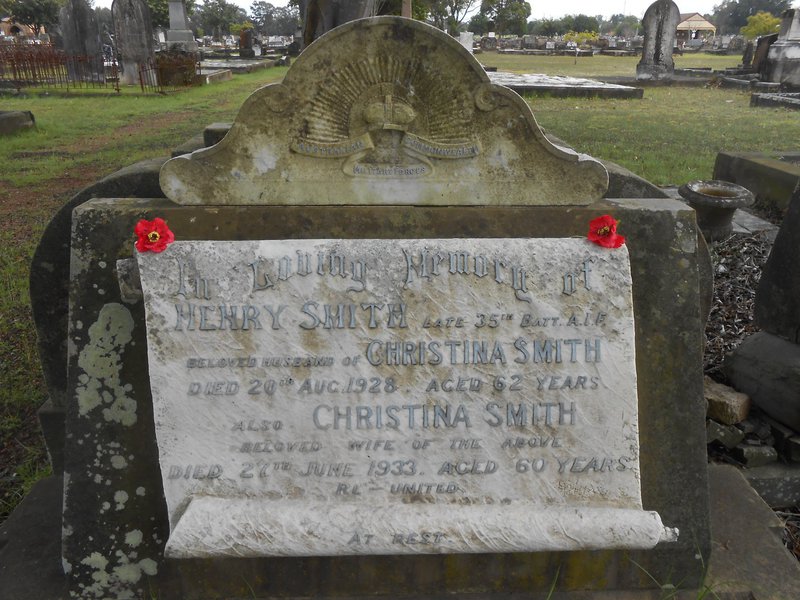 AUSTRALIAN COMMONWEALTH
MILITARY FORCES
In Loving Memory of
HENRY SMITH LATE 35TH BATT. A.I.F.
BELOVED HUSBAND OF CHRISTINA SMITH
DIED 20TH AUG. 1928 AGED 62 YEARS
ALSO CHRISTINA SMITH
BELOVED WIFE OF THE ABOVE
DIED 27TH JUNE 1933. AGED 60 YEARS
RE-UNITED
AT REST